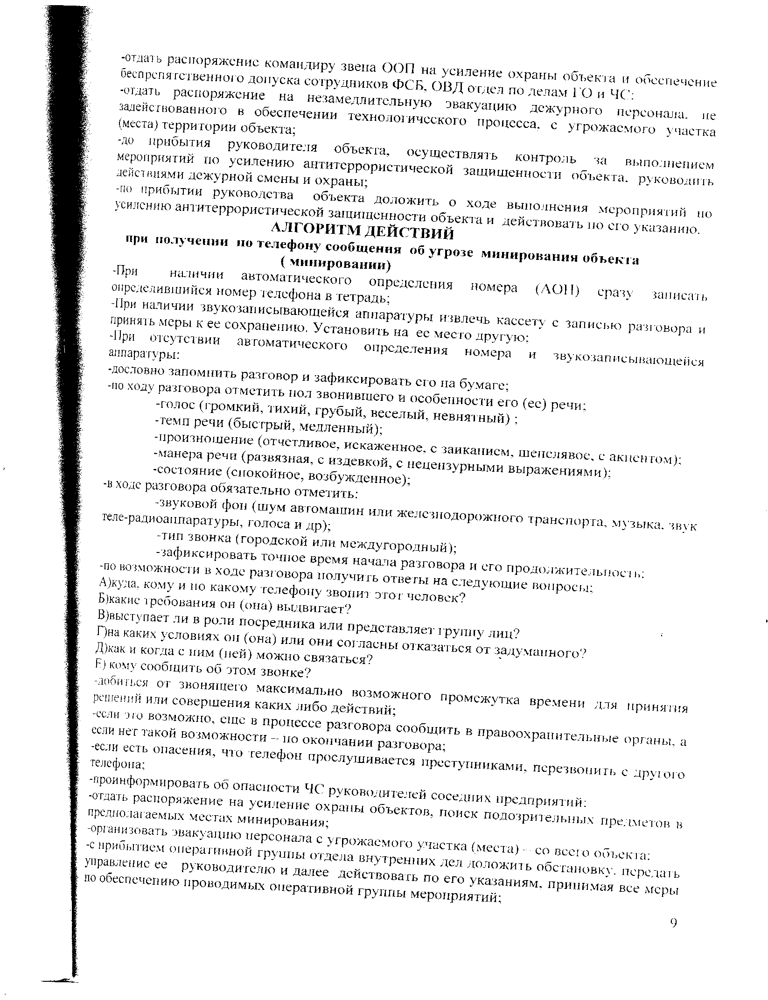 -отдать распоряжение командиру звена ООП на усиление охраны объекта и обеспечение
беспрепятственного допуска сотрудников ФСБ, ОВД отдел по делам ГО и ЧС;
-отдать распоряжение на незамедлительную эвакуацию дежурного персонала, не
задействованного в обеспечении технологического процесса, с угрожаемого участка
(места) территории объекта;
-до прибытия руководителя объекта, осуществлять контроль за выполнением
мероприятий по усилению антитеррористической защищенности объекта, руководить
действиями дежурной смены и охраны;
-по прибытии руководства объекта доложить о ходе выполнения мероприятий по
усилению антитеррористической защищенности объекта и действовать по его указанию.
АЛГОРИТМ ДЕЙСТВИЙ
при получении по телефону сообщения об угрозе минирования объекта
( минировании)
-При наличии автоматического определения номера (АОН) сразу записать
определившийся номер телефона в тетрадь;
-При наличии звукозаписывающейся аппаратуры извлечь кассету с записью разговора и
принять меры к ее сохранению. Установить на ее место другую;
-При отсутствии автоматического определения номера и звукозаписывающейся
аппаратуры:
-дословно запомнить разговор и зафиксировать его на бумаге;
-по ходу разговора отметить пол звонившего и особенности его (ее) речи;
-голос (громкий, тихий, грубый, веселый, невнятный) ;
-темп речи (быстрый, медленный);
-произношение (отчетливое, искаженное, с заиканием, шепелявое, с акцентом);
-манера речи (развязная, с издевкой, с нецензурными выражениями);
-состояние (спокойное, возбужденное);
-в ходе разговора обязательно отметить:
-звуковой фон (шум автомашин или железнодорожного транспорта, музыка, звук
теле-радиоаппаратуры, голоса и др);
-тип звонка (городской или междугородный);
-зафиксировать точное время начала разговора и его продолжительность;
-по возможности в ходе разговора получить ответы на следующие вопросы;
А)куда, кому и по какому телефону звонит этот человек?
Б)какие требования он (она) выдвигает?
В)выступает ли в роли посредника или представляет группу лиц?
Г)на каких условиях он (она) или они согласны отказаться от задуманного?
Д)как и когда с ним (ней) можно связаться?
Е) кому сообщить об этом звонке?
-добиться от звонящего максимально возможного промежутка времени для принятия
решений или совершения каких либо действий;
-если это возможно, еще в процессе разговора сообщить в правоохранительные органы, а
если нет такой возможности – по окончании разговора;
-если есть опасения, что телефон прослушивается преступниками, перезвонить с другого
телефона;
-проинформировать об опасности ЧС руководителей соседних предприятий;
-отдать распоряжение на усиление охраны объектов, поиск подозрительных предметов в
предполагаемых местах минирования;
-организовать эвакуацию персонала с угрожаемого участка (места) – со всего объекта;
-с прибытием оперативной группы отдела внутренних дел доложить обстановку, передать
управление ее руководителю и далее действовать по его указаниям, принимая все меры
по обеспечению проводимых оперативной группы мероприятий;
9